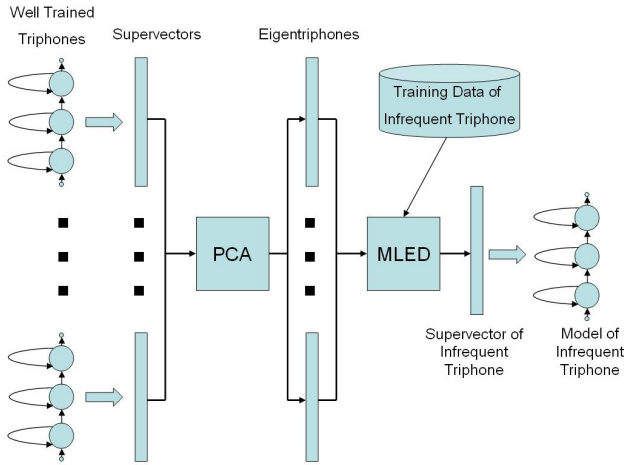 Well Trained
Triphones
Supervectors
Eigentriphones
Training Data of
Infrequent Triphone
PCA
MLED
Supervector of
Infrequent
Triphone
Model of
Infrequent
Triphone